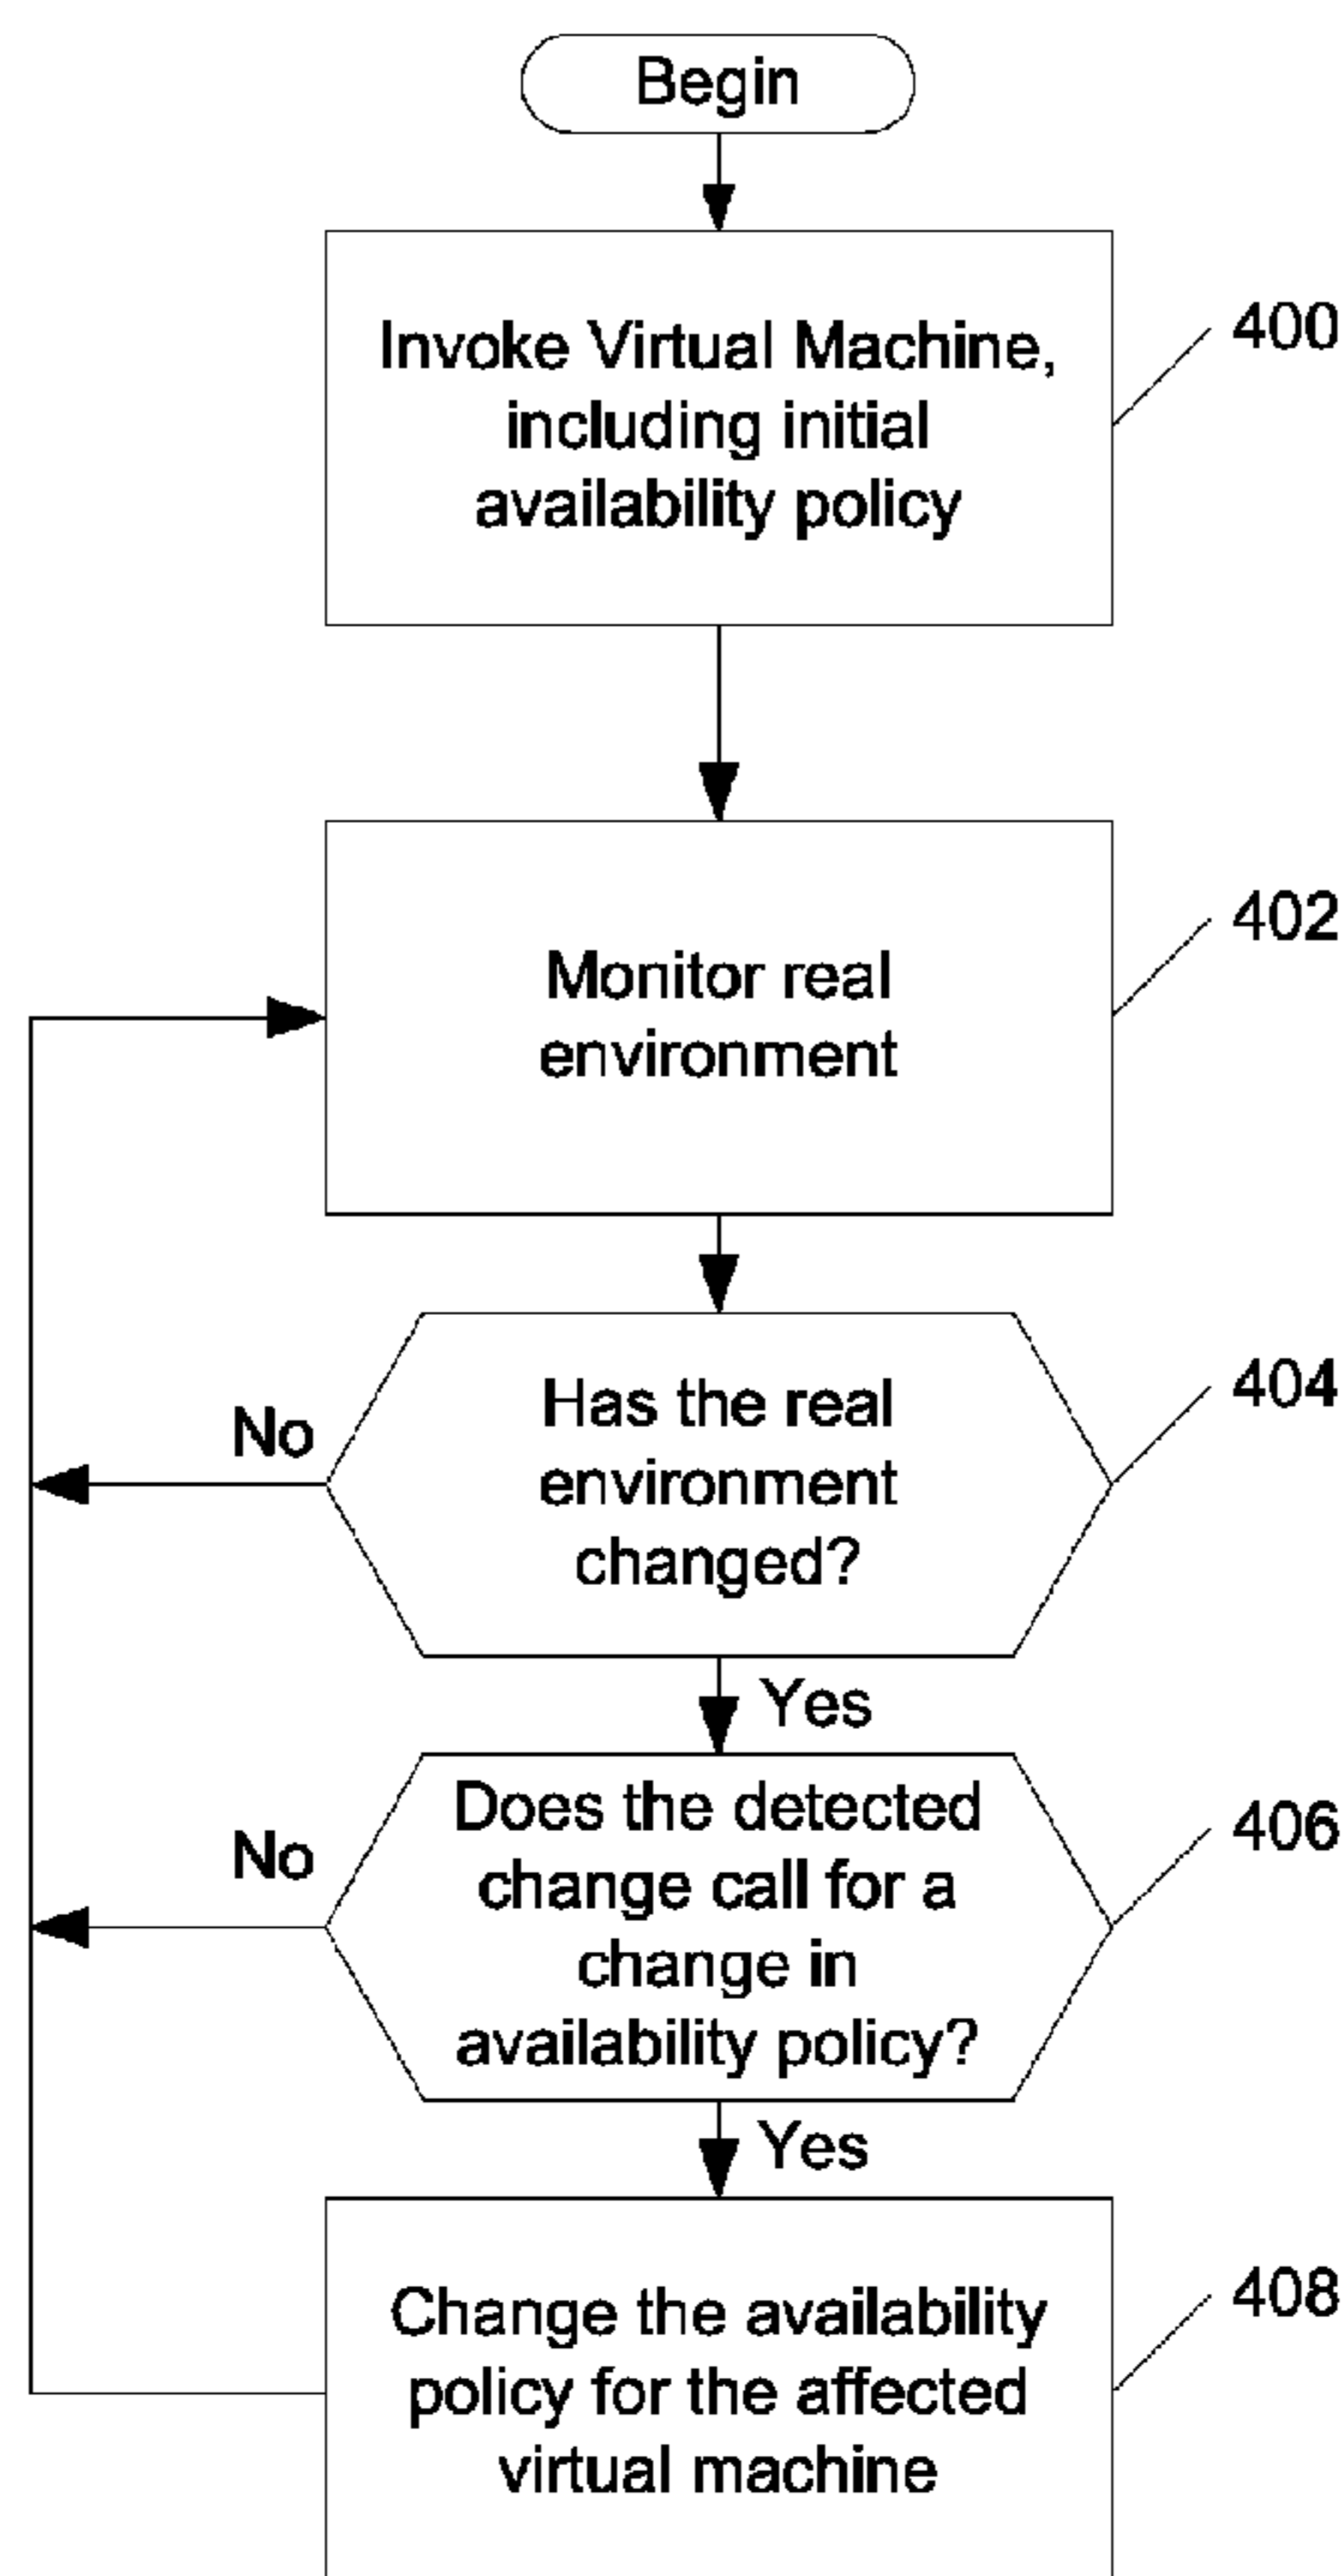 Begin
Invoke Virtual Machine,
including initial
availability policy
400
Monitor real
environment
402
Has the real
environment
changed?
404
No
Yes
Does the detected
change call for a
change in
availability policy?
406
No
Yes
Change the availability
policy for the affected
virtual machine
408